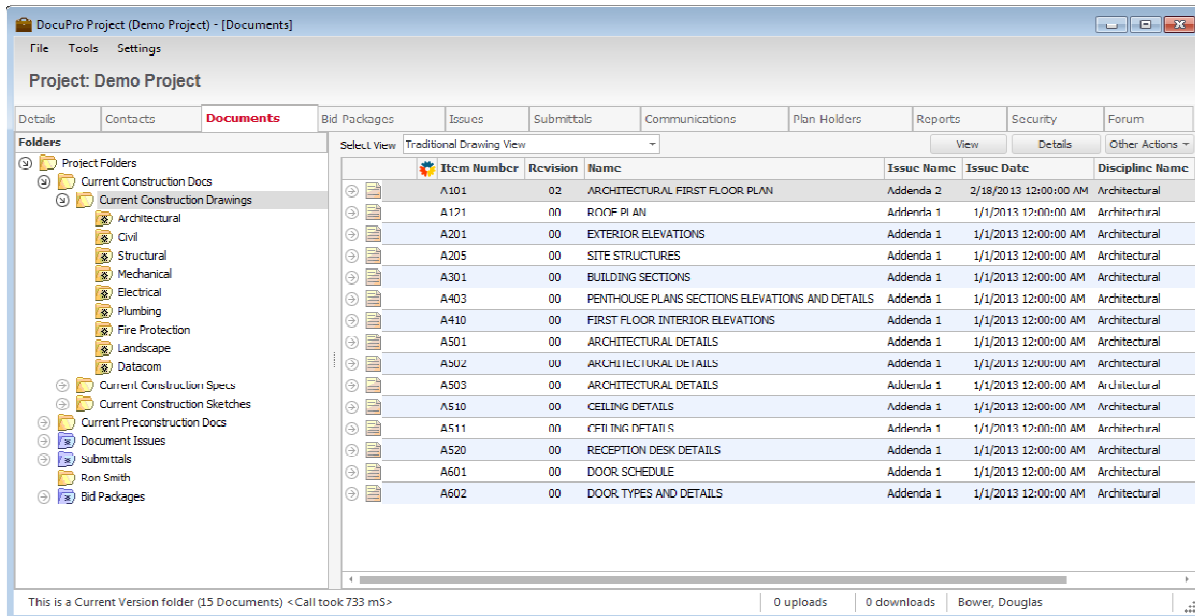 DocuPro Project (Demo Project) - [Documents]
File Tools Settings
Project: Demo Project
Details Contacts Documents Bid Packages Issues Submittals Communications Plan Holders Reports Security Forum
Folders
Project Folders
Current Construction Docs
Current Construction Drawings
Architectural
Civil
Structural
Mechanical
Electrical
Plumbing
Fire Protection
Landscape
Datacom
Current Construction Specs
Current Construction Sketches
Current Preconstruction Docs
Document Issues
Submittals
Ron Smith
Bid Packages
Select View Traditional Drawing View View Details Other Actions
Item Number Revision Name Issue Name Issue Date Discipline Name
A101 02 ARCHITECTURAL FIRST FLOOR PLAN Addenda 2 2/18/2013 12:00:00 AM Architectural
A121 00 ROOF PLAN Addenda 1 1/1/2013 12:00:00 AM Architectural
A201 00 EXTERIOR ELEVATIONS Addenda 1 1/1/2013 12:00:00 AM Architectural
A205 00 SITE STRUCTURES Addenda 1 1/1/2013 12:00:00 AM Architectural
A301 00 BUILDING SECTIONS Addenda 1 1/1/2013 12:00:00 AM Architectural
A403 00 PENTHOUSE PLANS SECTIONS ELEVATIONS AND DETAILS Addenda 1 1/1/2013 12:00:00 AM Architectural
A410 00 FIRST FLOOR INTERIOR ELEVATIONS Addenda 1 1/1/2013 12:00:00 AM Architectural
A501 00 ARCHITECTURAL DETAILS Addenda 1 1/1/2013 12:00:00 AM Architectural
A502 00 ARCHITECTURAL DETAILS Addenda 1 1/1/2013 12:00:00 AM Architectural
A503 00 ARCHITECTURAL DETAILS Addenda 1 1/1/2013 12:00:00 AM Architectural
A510 00 CEILING DETAILS Addenda 1 1/1/2013 12:00:00 AM Architectural
A511 00 CEILING DETAILS Addenda 1 1/1/2013 12:00:00 AM Architectural
A520 00 RECEPTION DESK DETAILS Addenda 1 1/1/2013 12:00:00 AM Architectural
A601 00 DOOR SCHEDULE Addenda 1 1/1/2013 12:00:00 AM Architectural
A602 00 DOOR TYPES AND DETAILS Addenda 1 1/1/2013 12:00:00 AM Architectural
This is a Current Version folder (15 Documents) <Call took 733 mS> 0 uploads 0 downloads Bower, Douglas